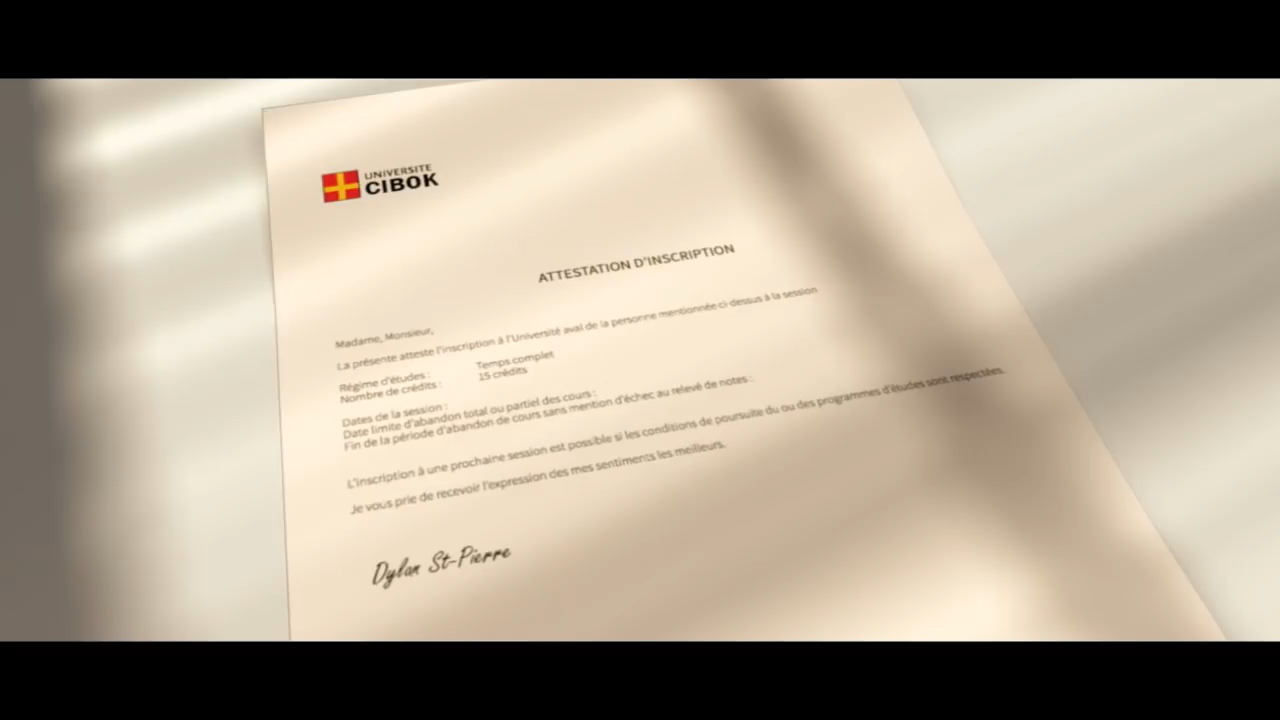 UNIVERSITE
CIBOK
ATTESTATION D'INSCRIPTION
Madame, Monsieur,
La présente atteste l'inscription à l'Université aval de la personne mentionnée ci-dessus à la session
Régime d'études : Temps complet
Nombre de crédits : 15 crédits
Dates de la session :
Date limite d'abandon total ou partiel des cours :
Fin de la période d'abandon de cours sans mention d'échec au relevé de notes :
L'inscription à une prochaine session est possible si les conditions de poursuite du ou des programmes d'études sont respectées.
Je vous prie de recevoir l'expression des mes sentiments les meilleurs.
Dylan St-Pierre